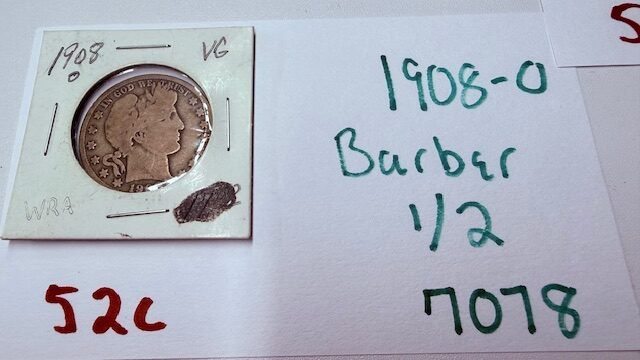 1908 VG
O
IN GOD WE TRUST
WRA
52c
1908-O
Barber
1/2
7078
5